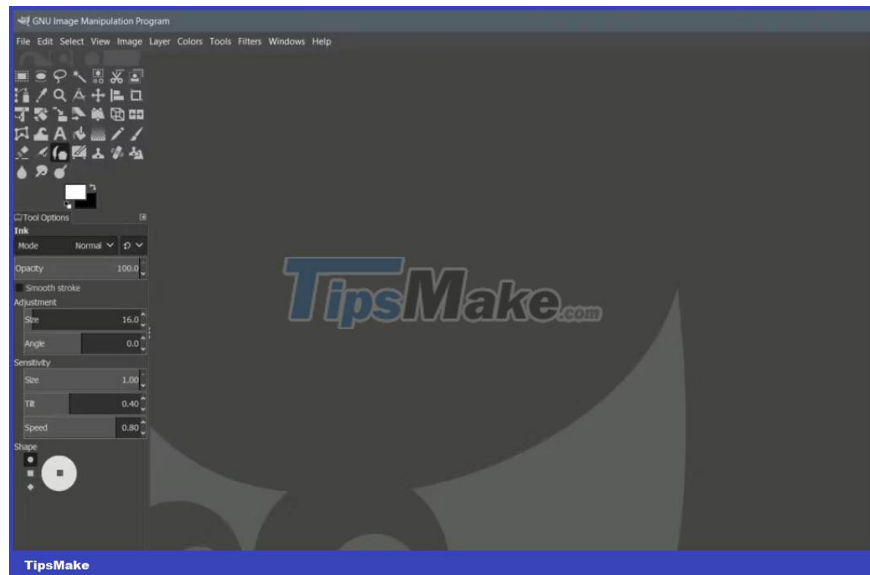 GNU Image Manipulation Program
File Edit Select View Image Layer Colors Tools Filters Windows Help
Tool Options
Ink
Mode Normal
Opacity 100.0
Smooth stroke
Adjustment
Size 16.0
Angle 0.0
Sensitivity
Size 1.00
Tilt 0.40
Speed 0.80
Shape
TipsMake.com
TipsMake